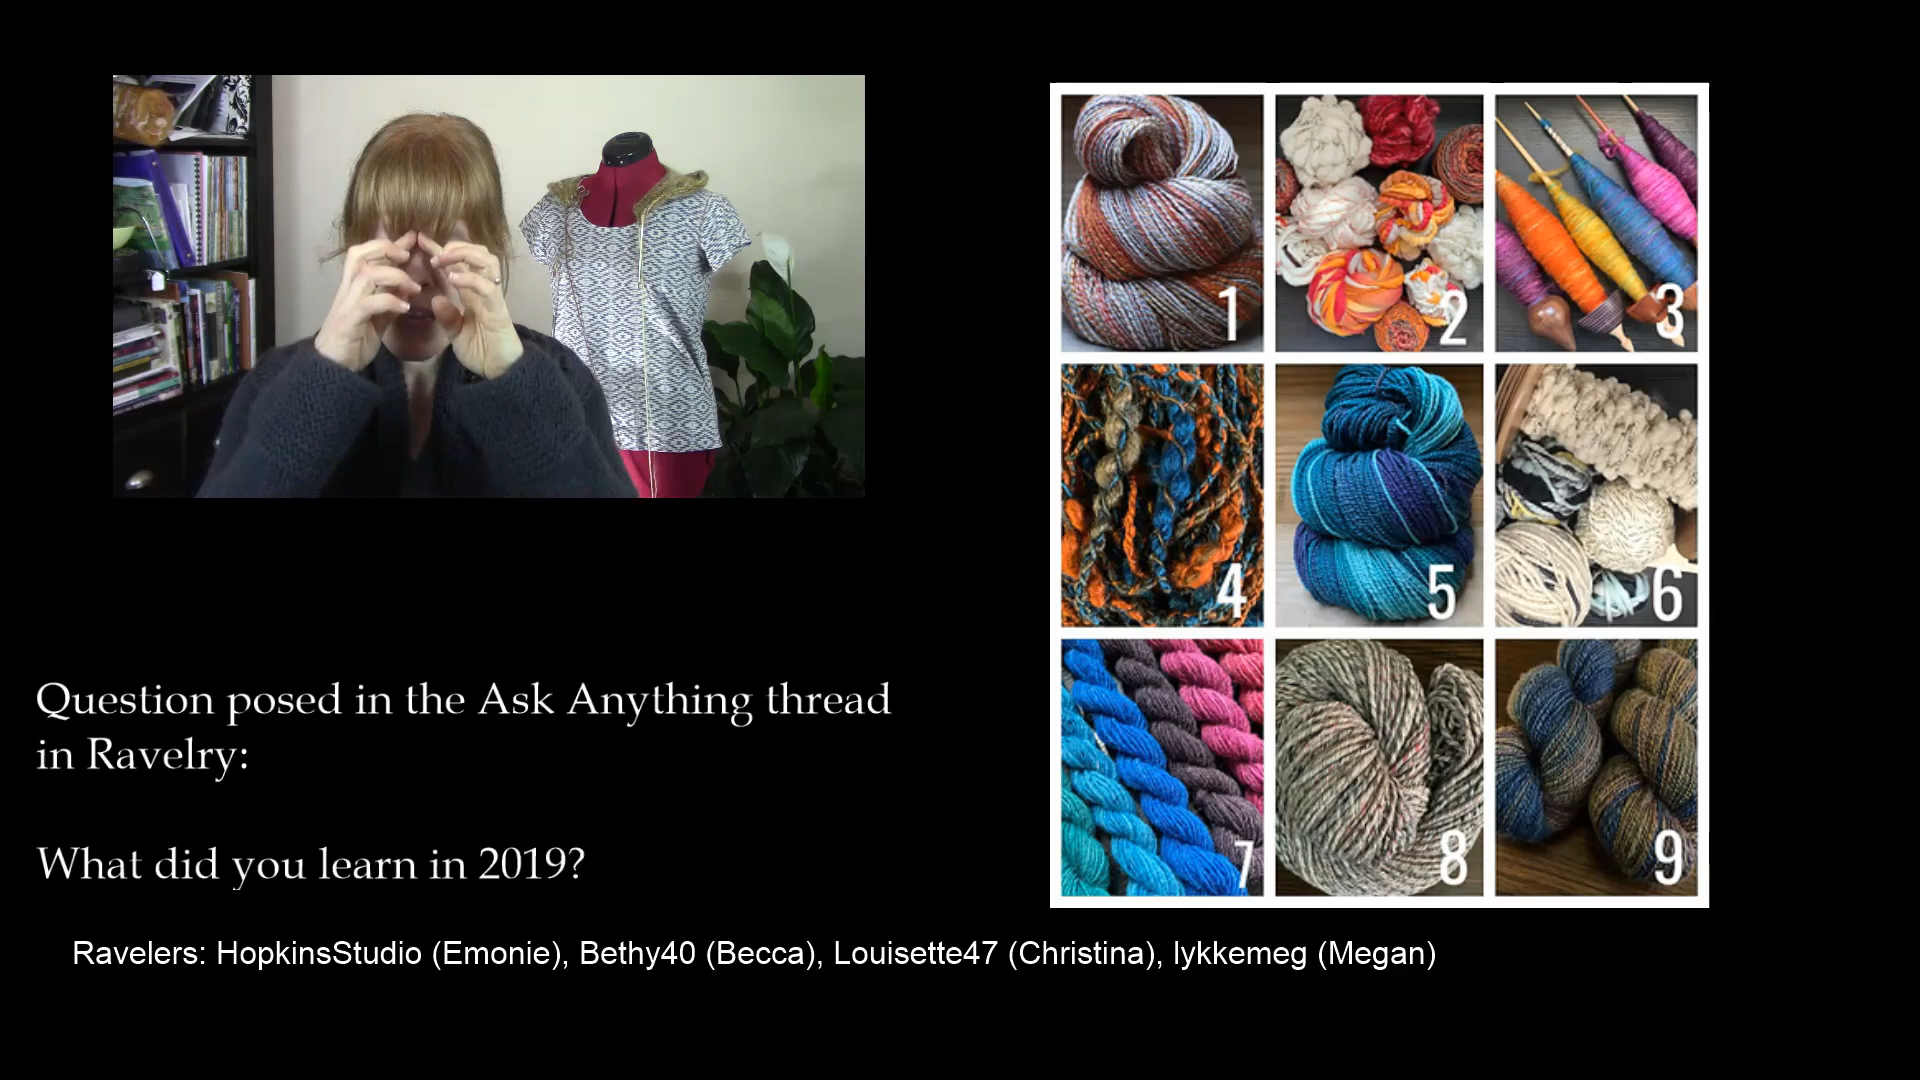 1
2
3
4
5
6
7
8
9
Question posed in the Ask Anything thread
in Ravelry:
What did you learn in 2019?
Ravelers: HopkinsStudio (Emonie), Bethy40 (Becca), Louisette47 (Christina), lykkemeg (Megan)